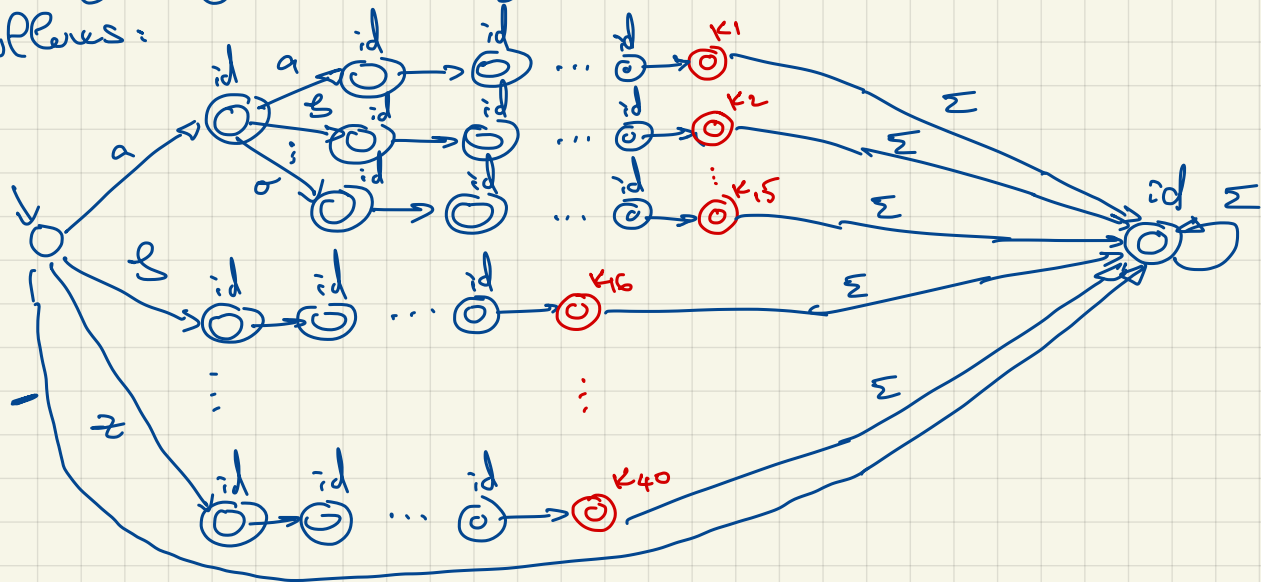 follows:
id id id ... id K1
a a Σ
id b id id ... id K2
Σ
⋮ ⋮
σ id id ... id K15
Σ id Σ
b id id ... id K16
Σ
⋮ ⋮
-
z Σ
id id ... id K40